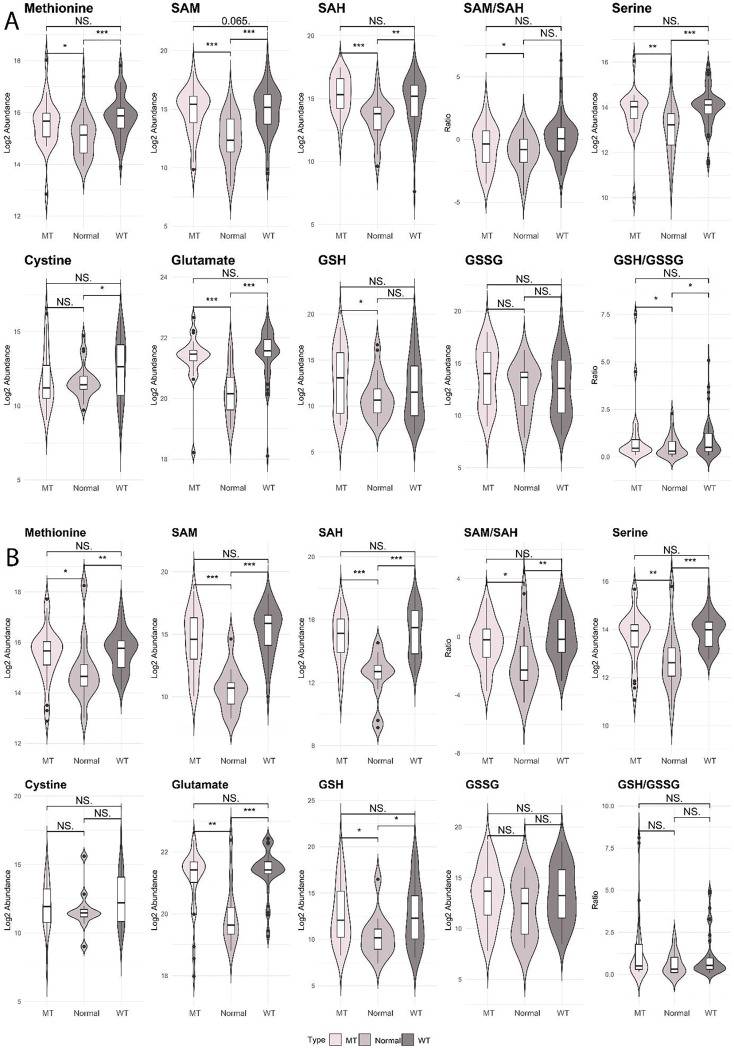 A
Methionine
NS.
*
***
Log2 Abundance
18
16
14
12
MT
Normal
WT
SAM
0.065.
***
***
Log2 Abundance
20
15
10
5
MT
Normal
WT
SAH
NS.
***
**
Log2 Abundance
20
15
10
5
MT
Normal
WT
SAM/SAH
NS.
*
NS.
Ratio
5
0
-5
MT
Normal
WT
Serine
NS.
**
***
Log2 Abundance
16
14
12
10
MT
Normal
WT
Cystine
NS.
NS.
*
Log2 Abundance
15
10
5
MT
Normal
WT
Glutamate
NS.
***
***
Log2 Abundance
22
20
18
MT
Normal
WT
GSH
NS.
*
NS.
Log2 Abundance
20
15
10
5
MT
Normal
WT
GSSG
NS.
NS.
NS.
Log2 Abundance
20
15
10
5
MT
Normal
WT
GSH/GSSG
NS.
*
*
Ratio
7.5
5.0
2.5
0.0
MT
Normal
WT
B
Methionine
NS.
*
**
Log2 Abundance
18
16
14
12
MT
Normal
WT
SAM
NS.
***
***
Log2 Abundance
20
15
10
5
MT
Normal
WT
SAH
NS.
***
***
Log2 Abundance
20
16
12
8
MT
Normal
WT
SAM/SAH
NS.
*
**
Ratio
4
0
-4
-8
MT
Normal
WT
Serine
NS.
**
***
Log2 Abundance
16
14
12
10
MT
Normal
WT
Cystine
NS.
NS.
NS.
Log2 Abundance
20
15
10
5
MT
Normal
WT
Glutamate
NS.
**
***
Log2 Abundance
22
21
20
19
18
MT
Normal
WT
GSH
NS.
*
*
Log2 Abundance
25
20
15
10
5
MT
Normal
WT
GSSG
NS.
NS.
NS.
Log2 Abundance
20
15
10
5
MT
Normal
WT
GSH/GSSG
NS.
NS.
NS.
Ratio
10.0
7.5
5.0
2.5
0.0
MT
Normal
WT
Type MT Normal WT